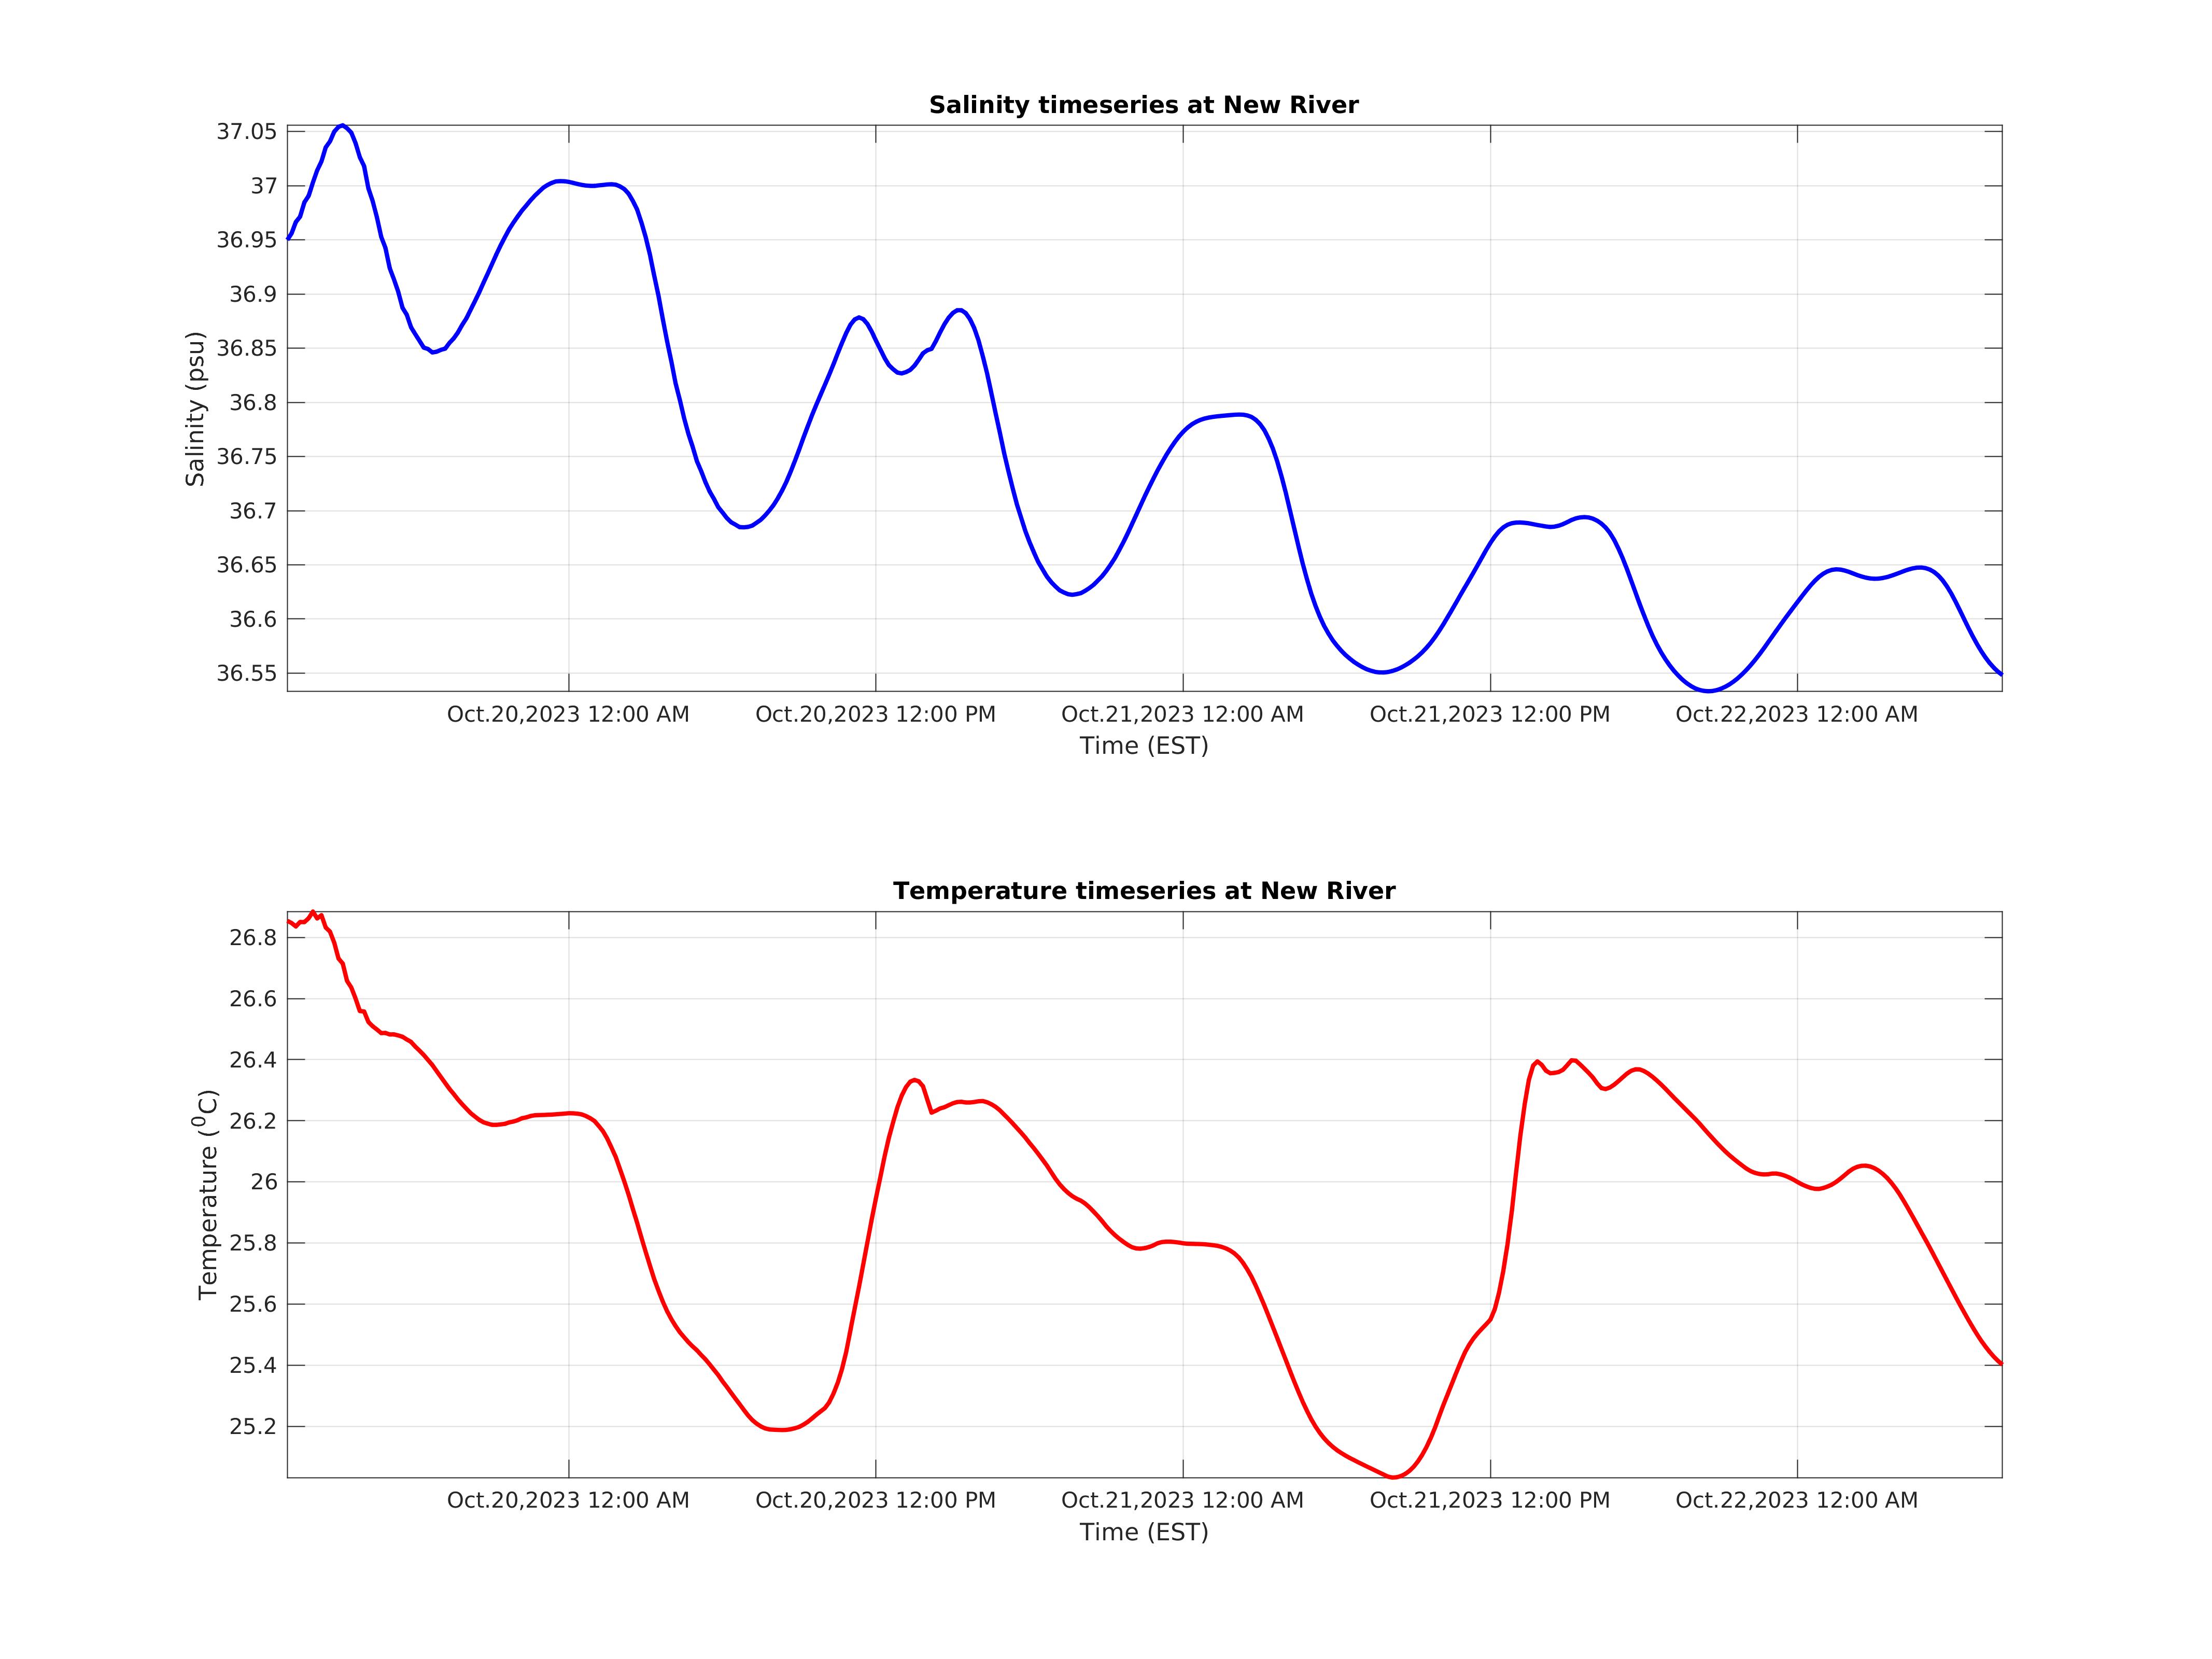 Salinity timeseries at New River
37.05
37
36.95
36.9
36.85
36.8
36.75
36.7
36.65
36.6
36.55
Salinity (psu)
Oct.20,2023 12:00 AM Oct.20,2023 12:00 PM Oct.21,2023 12:00 AM Oct.21,2023 12:00 PM Oct.22,2023 12:00 AM
Time (EST)
Temperature timeseries at New River
26.8
26.6
26.4
26.2
26
25.8
25.6
25.4
25.2
Temperature (⁰C)
Oct.20,2023 12:00 AM Oct.20,2023 12:00 PM Oct.21,2023 12:00 AM Oct.21,2023 12:00 PM Oct.22,2023 12:00 AM
Time (EST)